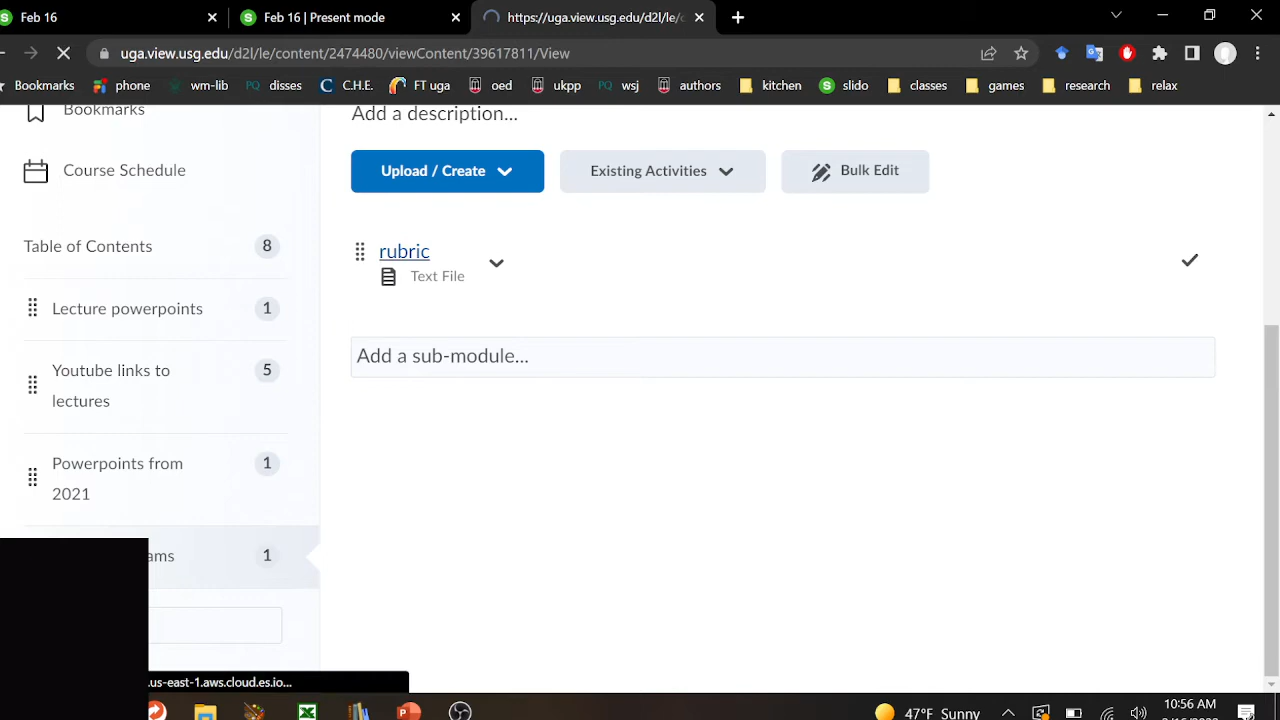 Feb 16 | Present mode https://uga.view.usg.edu/d2l/le/c
uga.view.usg.edu/d2l/le/content/2474480/viewContent/39617811/View
Bookmarks phone wm-lib disses C.H.E. FT uga oed ukpp wsj authors kitchen slido classes games research relax
Bookmarks
Course Schedule
Table of Contents 8
Lecture powerpoints 1
Youtube links to
lectures
5
Powerpoints from
2021
1
ams 1
Add a description...
Upload / Create Existing Activities Bulk Edit
rubric
Text File
Add a sub-module...
.us-east-1.aws.cloud.es.io...
47°F Sunny
10:56 AM